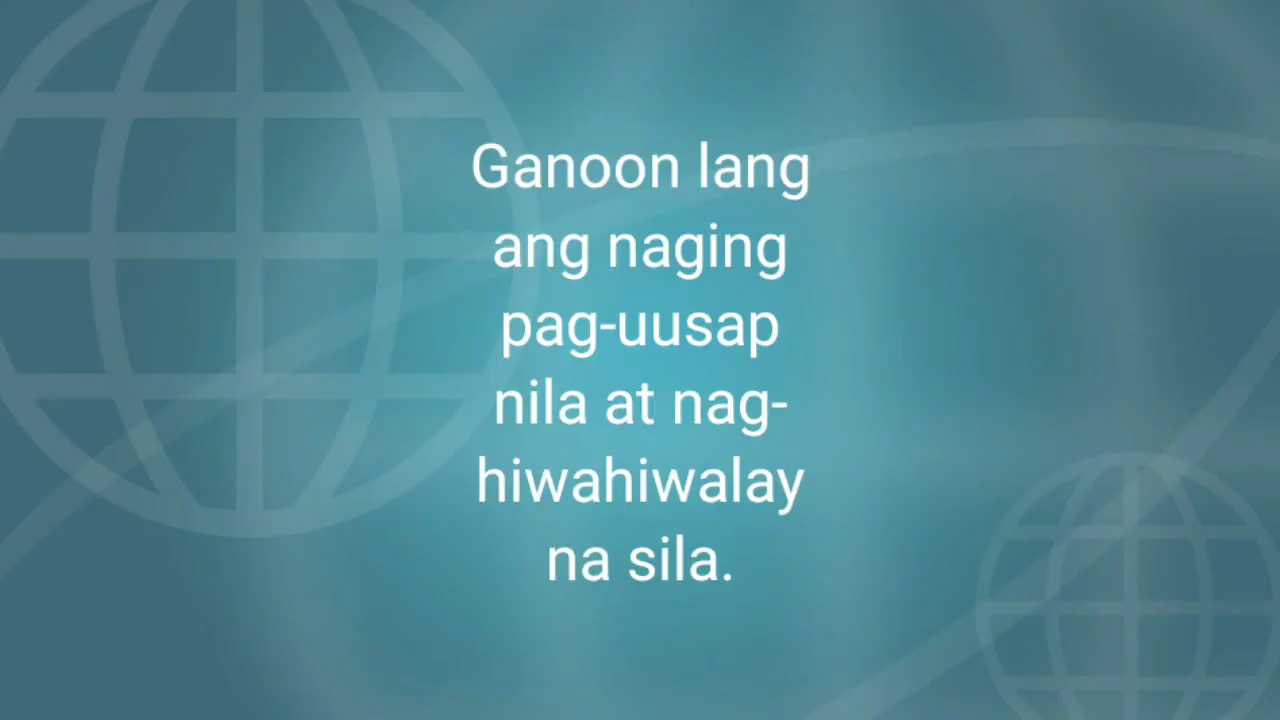 Ganoon lang
ang naging
pag-uusap
nila at nag-
hiwahiwalay
na sila.